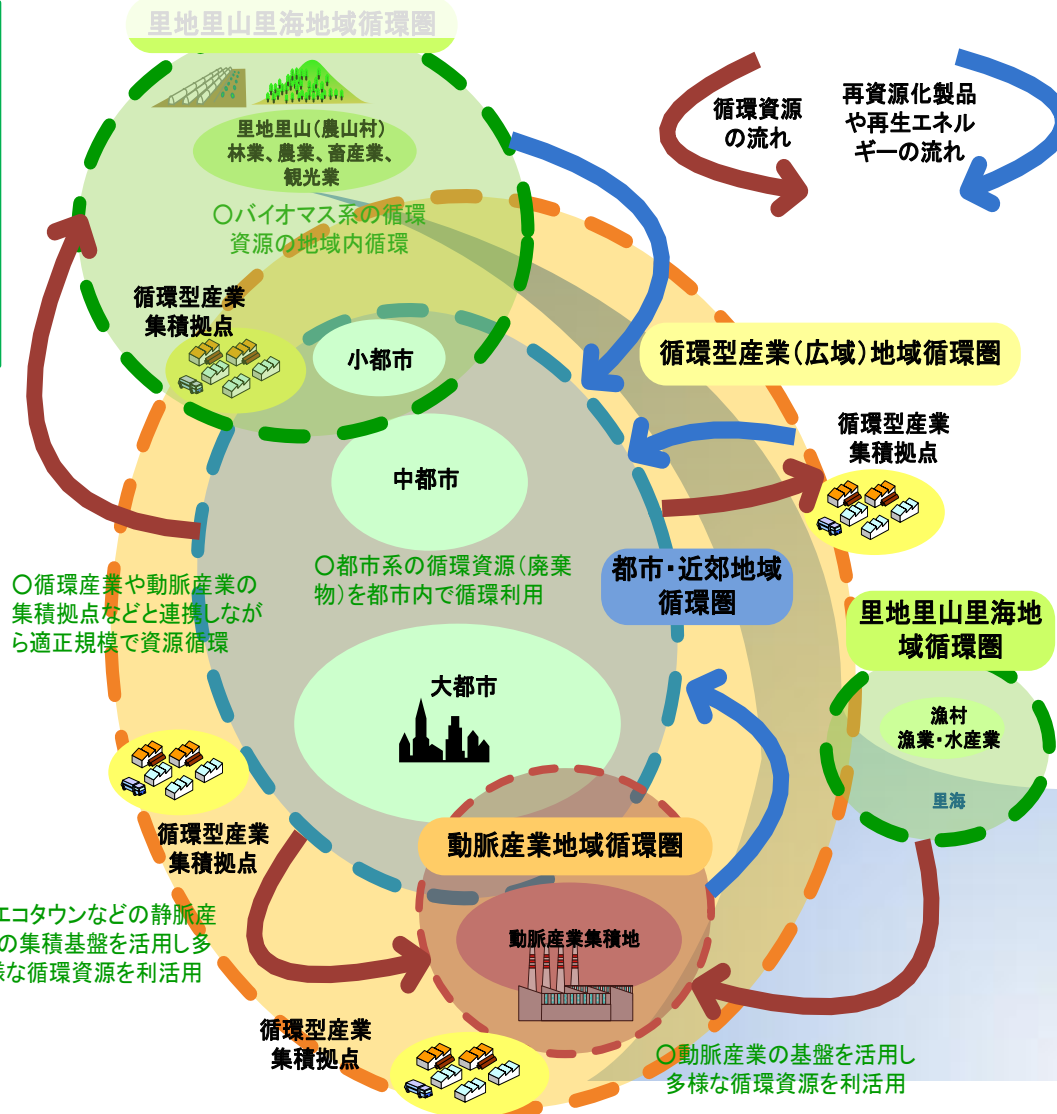 里地里山里海地域循環圏
里地里山（農山村）
林業、農業、畜産業、
観光業
○バイオマス系の循環
資源の地域内循環
循環資源
の流れ
再資源化製品
や再生エネル
ギーの流れ
循環型産業
集積拠点
小都市
循環型産業（広域）地域循環圏
循環型産業
集積拠点
中都市
○都市系の循環資源（廃棄
物）を都市内で循環利用
都市・近郊地域
循環圏
○循環産業や動脈産業の
集積拠点などと連携しなが
ら適正規模で資源循環
里地里山里海地
域循環圏
漁村
漁業・水産業
里海
大都市
循環型産業
集積拠点
動脈産業地域循環圏
動脈産業集積地
エコタウンなどの静脈産
の集積基盤を活用し多
な循環資源を利活用
循環型産業
集積拠点
○動脈産業の基盤を活用し
多様な循環資源を利活用